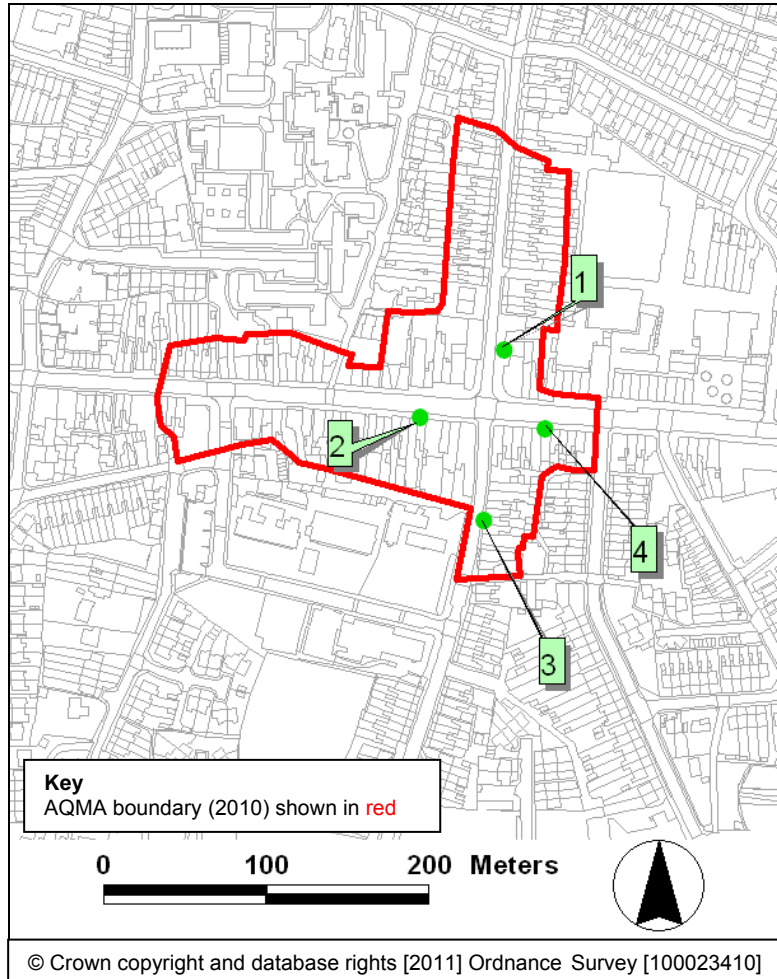 1
2
4
3
Key
AQMA boundary (2010) shown in red
0 100 200 Meters
© Crown copyright and database rights [2011] Ordnance Survey [100023410]